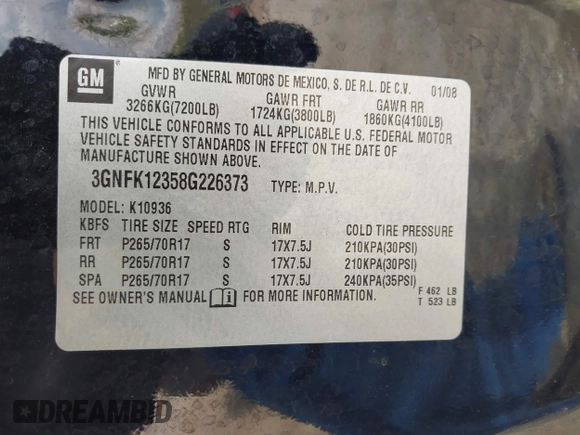 GM
MFD BY GENERAL MOTORS DE MEXICO, S. DE R.L. DE C.V. 01/08
GVWR GAWR FRT GAWR RR
3266KG(7200LB) 1724KG(3800LB) 1860KG(4100LB)
THIS VEHICLE CONFORMS TO ALL APPLICABLE U.S. FEDERAL MOTOR
VEHICLE SAFETY STANDARDS IN EFFECT ON THE DATE OF
MANUFACTURE SHOWN ABOVE.
3GNFK12358G226373 TYPE: M.P.V.
MODEL: K10936
KBFS TIRE SIZE SPEED RTG RIM COLD TIRE PRESSURE
FRT P265/70R17 S 17X7.5J 210KPA(30PSI)
RR P265/70R17 S 17X7.5J 210KPA(30PSI)
SPA P265/70R17 S 17X7.5J 240KPA(35PSI)
SEE OWNER'S MANUAL FOR MORE INFORMATION.
F 462 LB
T 523 LB
DREAMBID